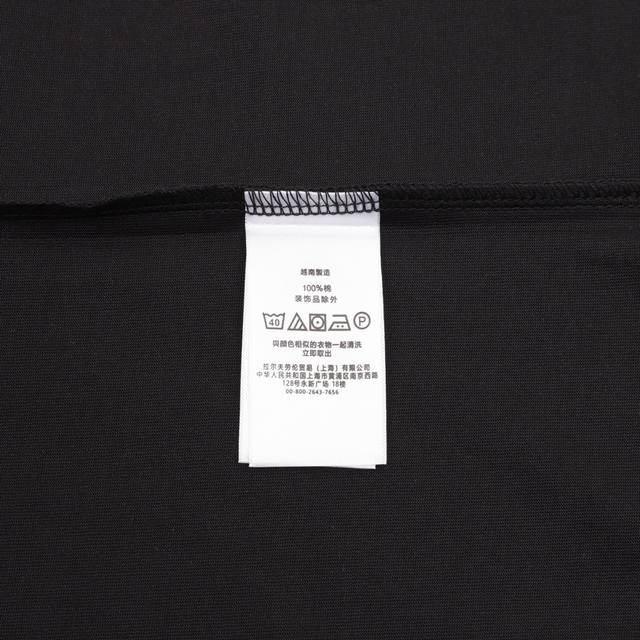 越南製造
100%棉
装饰品除外
40 P
與顏色相似的衣物一起清洗
立即取出
拉尔夫劳伦贸易（上海）有限公司
中华人民共和国上海市黄浦区南京西路
128号永新广场 18楼
00-800-2643-7656